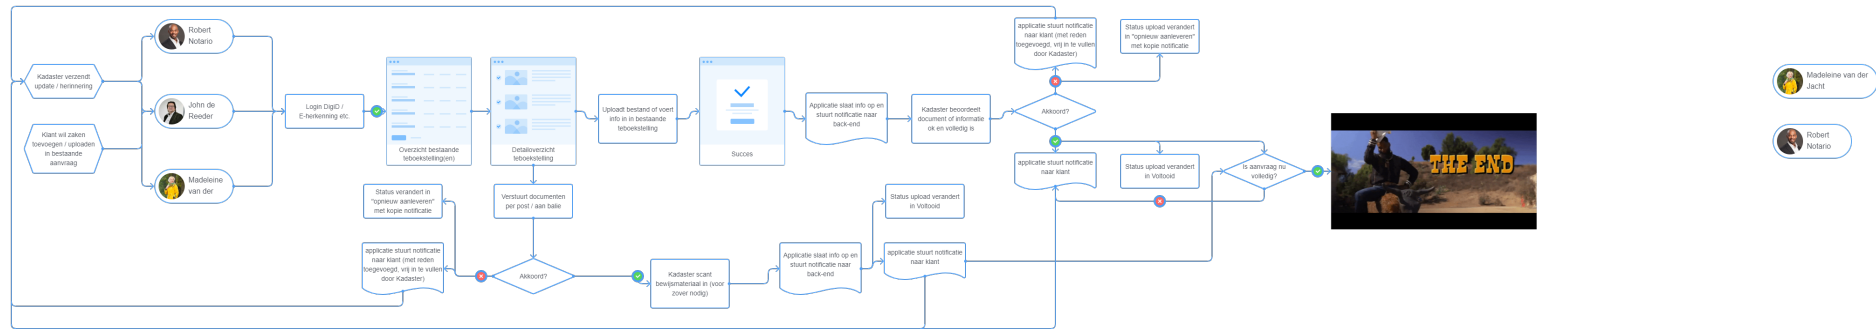 Kadaster verzendt
update / herinnering
Klant wil zaken
toevoegen / uploaden
in bestaande
aanvraag
Robert
Notario
John de
Reeder
Madeleine
van der
Login DigiD /
E-herkenning etc.
Overzicht bestaande
teboekstelling(en)
Detailoverzicht
teboekstelling
Uploadt bestand of voert
info in in bestaande
teboekstelling
Succes
Applicatie slaat info op en
stuurt notificatie naar
back-end
Kadaster beoordeelt
document of informatie
ok en volledig is
Akkoord?
applicatie stuurt notificatie
naar klant (met reden
toegevoegd, vrij in te vullen
door Kadaster)
Status upload verandert
in "opnieuw aanleveren"
met kopie notificatie
applicatie stuurt notificatie
naar klant
Status upload verandert
in Voltooid
Is aanvraag nu
volledig?
THE END
Verstuurt documenten
per post / aan balie
Akkoord?
Status verandert in
"opnieuw aanleveren"
met kopie notificatie
applicatie stuurt notificatie
naar klant (met reden
toegevoegd, vrij in te vullen
door Kadaster)
Kadaster scant
bewijsmateriaal in (voor
zover nodig)
Applicatie slaat info op en
stuurt notificatie naar
back-end
Status upload verandert
in Voltooid
applicatie stuurt notificatie
naar klant
Madeleine van der
Jacht
Robert
Notario